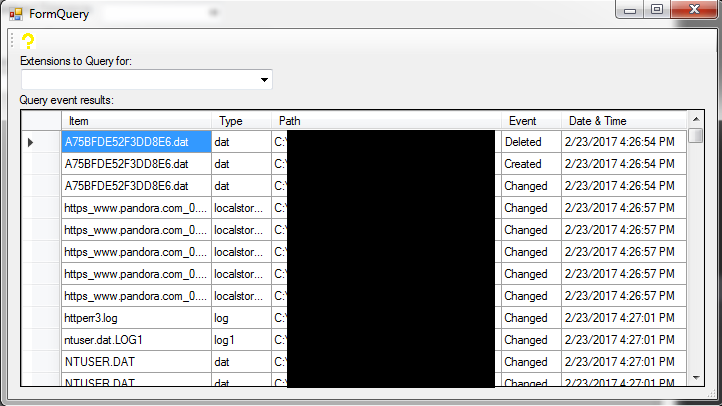 FormQuery
?
Extensions to Query for:
Query event results:
Item Type Path Event Date & Time
A75BFDE52F3DD8E6.dat dat C:\ Deleted 2/23/2017 4:26:54 PM
A75BFDE52F3DD8E6.dat dat C:\ Created 2/23/2017 4:26:54 PM
A75BFDE52F3DD8E6.dat dat C:\ Changed 2/23/2017 4:26:54 PM
https_www.pandora.com_0.... localstor... C:\ Changed 2/23/2017 4:26:57 PM
https_www.pandora.com_0.... localstor... C:\ Changed 2/23/2017 4:26:57 PM
https_www.pandora.com_0.... localstor... C:\ Changed 2/23/2017 4:26:57 PM
https_www.pandora.com_0.... localstor... C:\ Changed 2/23/2017 4:26:57 PM
https_www.pandora.com_0.... localstor... C:\ Changed 2/23/2017 4:26:57 PM
httperr3.log log C:\ Changed 2/23/2017 4:27:01 PM
ntuser.dat.LOG1 log1 C:\ Changed 2/23/2017 4:27:01 PM
NTUSER.DAT dat C:\ Changed 2/23/2017 4:27:01 PM
NTUSER.DAT dat C:\ Changed 2/23/2017 4:27:01 PM